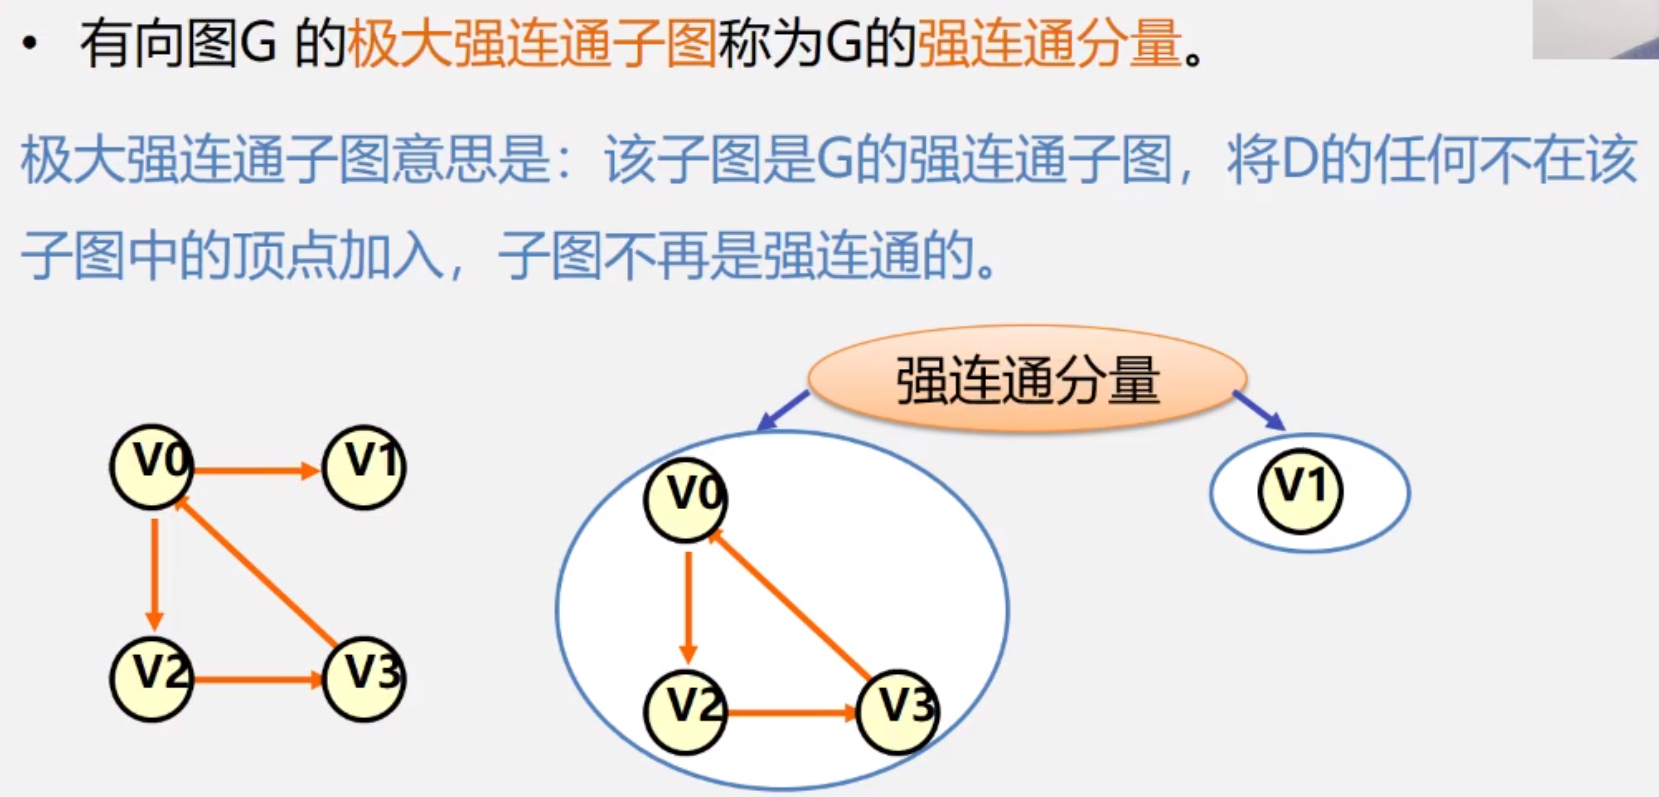 • 有向图G 的极大强连通子图称为G的强连通分量。
极大强连通子图意思是：该子图是G的强连通子图，将D的任何不在该
子图中的顶点加入，子图不再是强连通的。
强连通分量
V0
V1
V2
V3
V0
V2
V3
V1